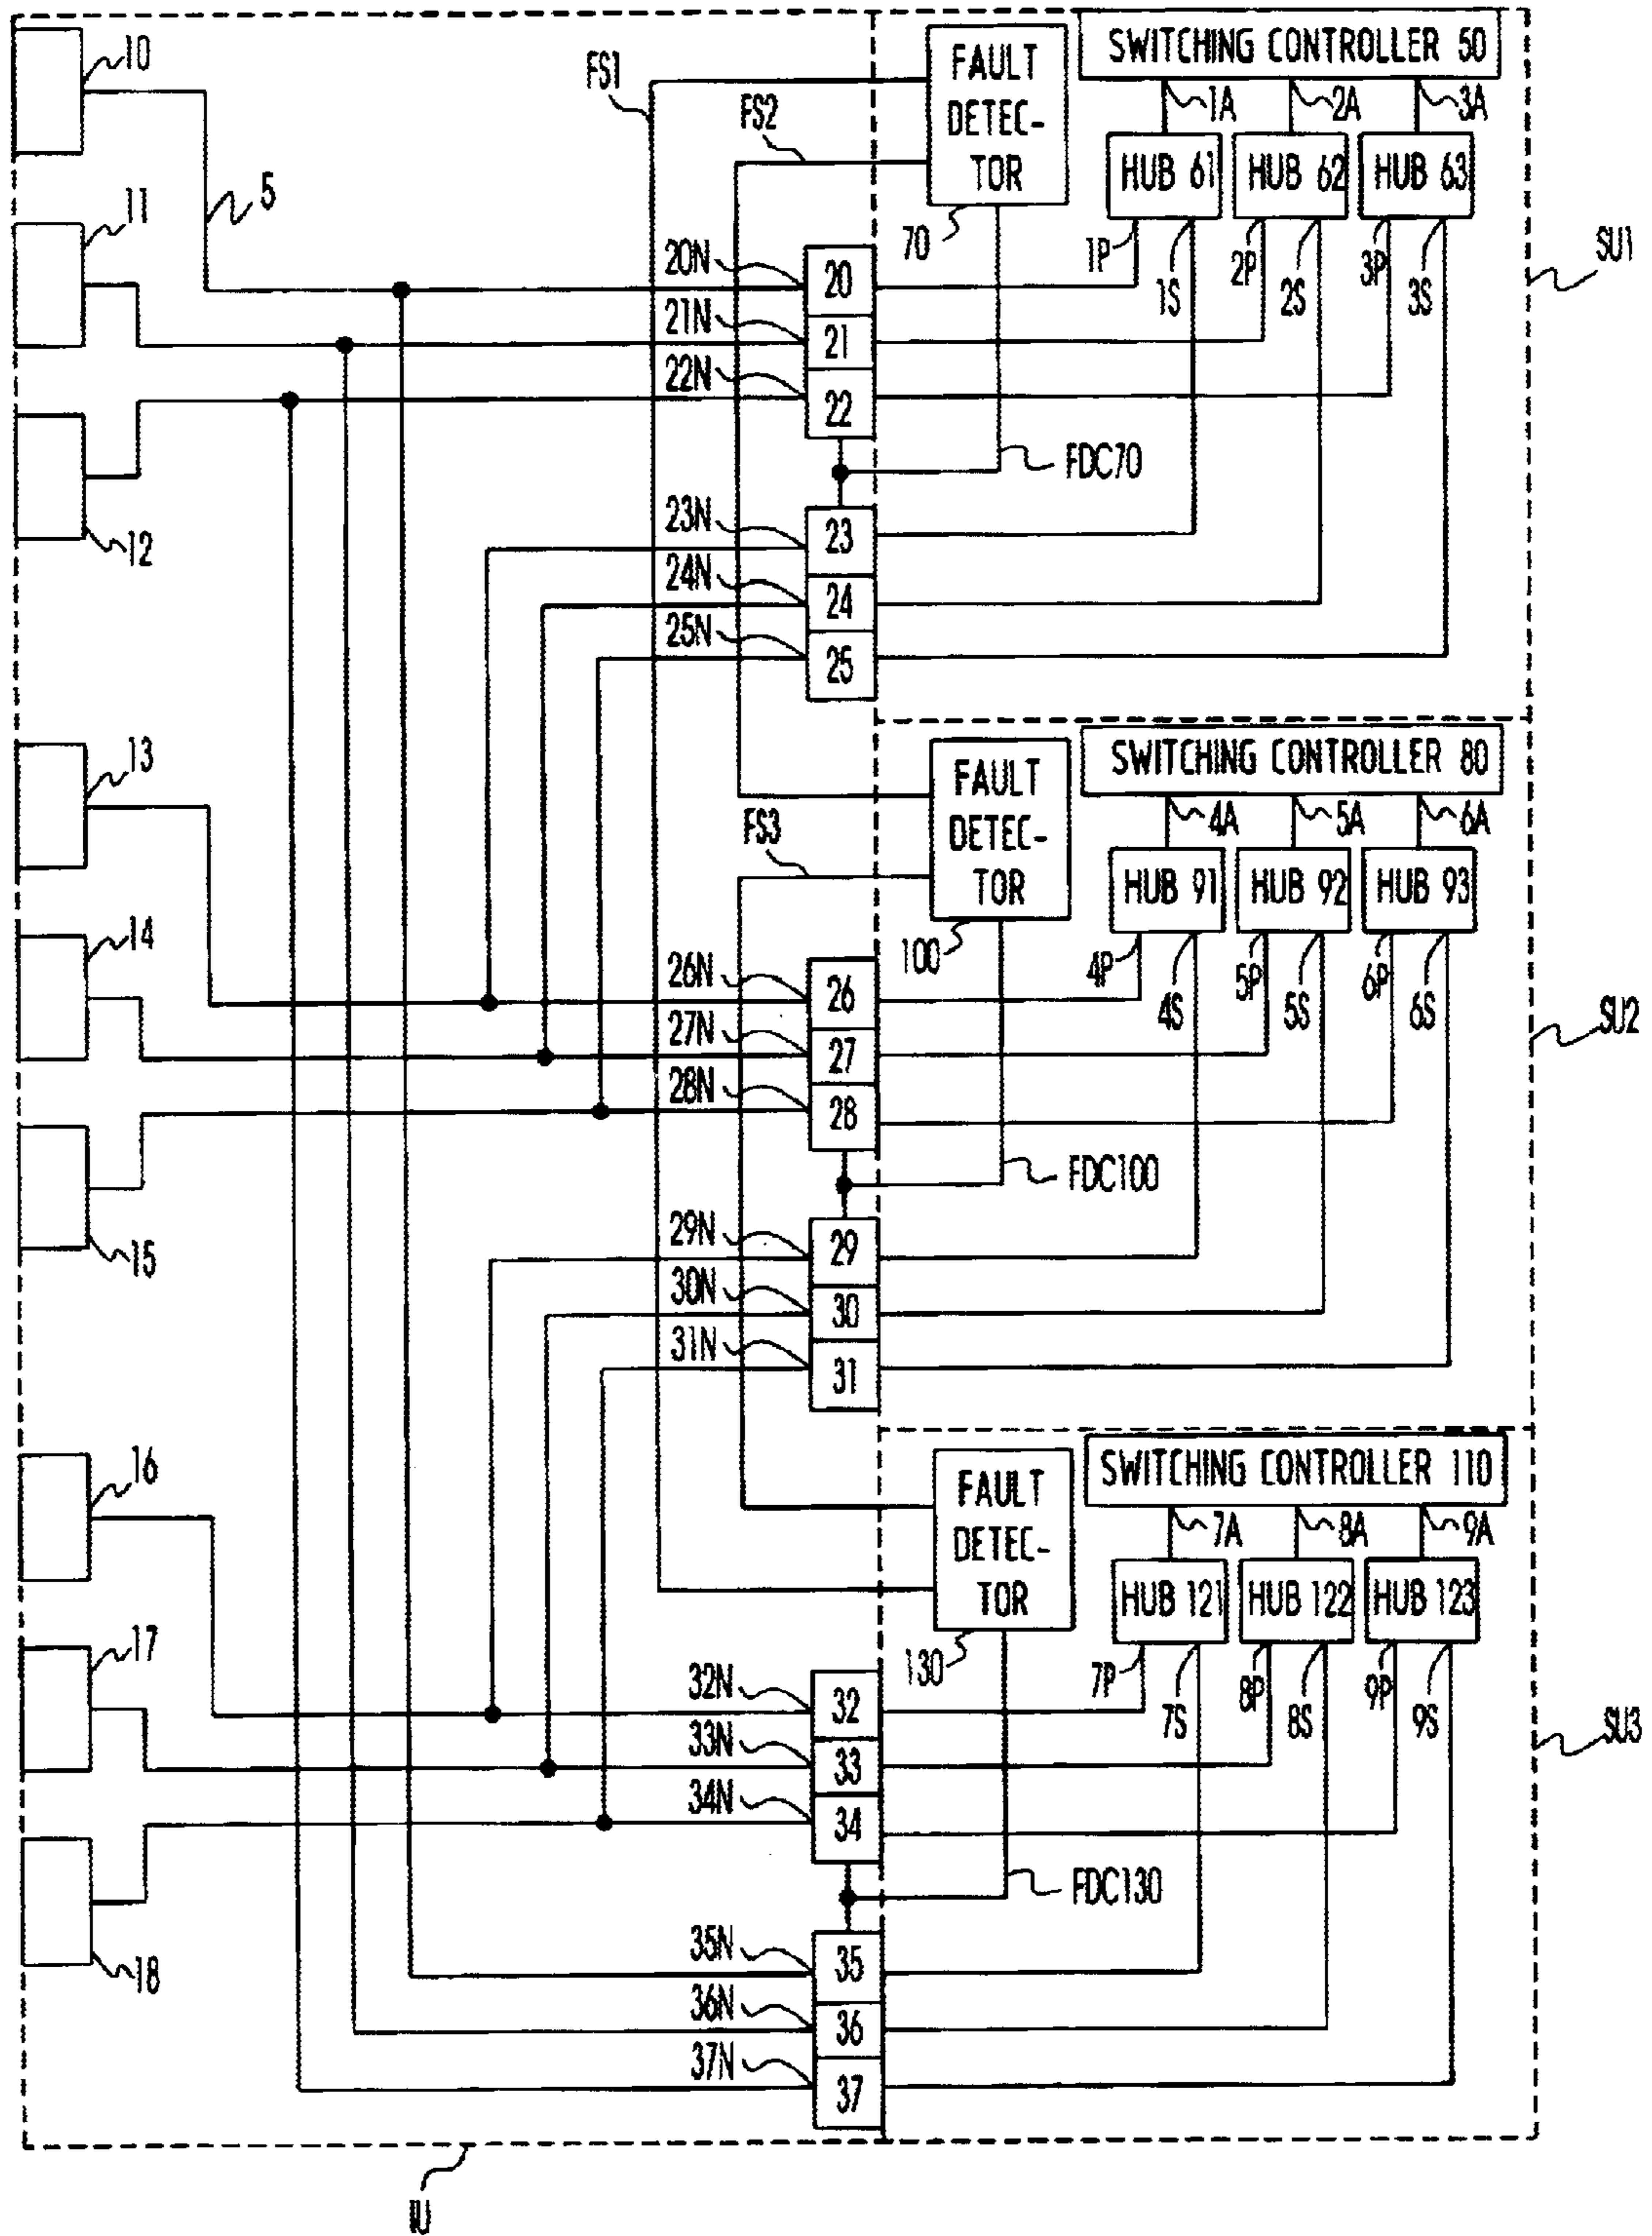 10
11
5
12
FS1
FS2
FAULT
DETEC-
TOR
70
SWITCHING CONTROLLER 50
1A
2A
3A
HUB 61
HUB 62
HUB 63
1P
1S
2P
2S
3P
3S
SU1
20N
21N
22N
20
21
22
FDC70
23N
24N
25N
23
24
25
13
14
15
FS3
FAULT
DETEC-
TOR
100
SWITCHING CONTROLLER 80
4A
5A
6A
HUB 91
HUB 92
HUB 93
4P
4S
5P
5S
6P
6S
SU2
26N
27N
28N
26
27
28
FDC100
29N
30N
31N
29
30
31
16
17
18
FAULT
DETEC-
TOR
130
SWITCHING CONTROLLER 110
7A
8A
9A
HUB 121
HUB 122
HUB 123
7P
7S
8P
8S
9P
9S
SU3
32N
33N
34N
32
33
34
FDC130
35N
36N
37N
35
36
37